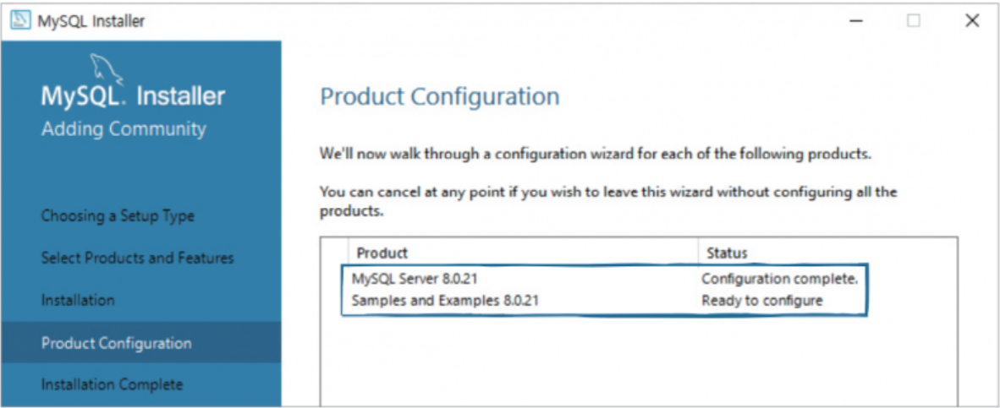 MySQL Installer
MySQL. Installer
Adding Community
Choosing a Setup Type
Select Products and Features
Installation
Product Configuration
Installation Complete
Product Configuration
We'll now walk through a configuration wizard for each of the following products.
You can cancel at any point if you wish to leave this wizard without configuring all the
products.
Product Status
MySQL Server 8.0.21 Configuration complete.
Samples and Examples 8.0.21 Ready to configure